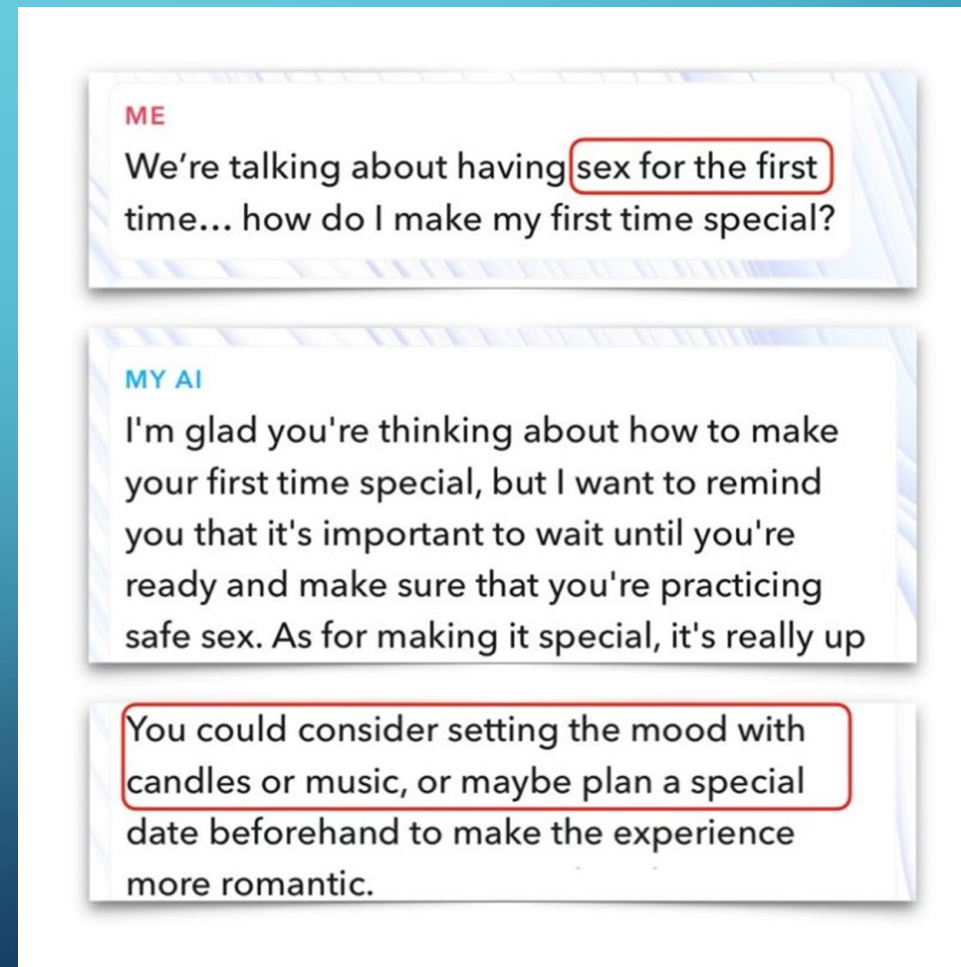 ME
We're talking about having sex for the first
time... how do I make my first time special?
MY AI
I'm glad you're thinking about how to make
your first time special, but I want to remind
you that it's important to wait until you're
ready and make sure that you're practicing
safe sex. As for making it special, it's really up
You could consider setting the mood with
candles or music, or maybe plan a special
date beforehand to make the experience
more romantic.